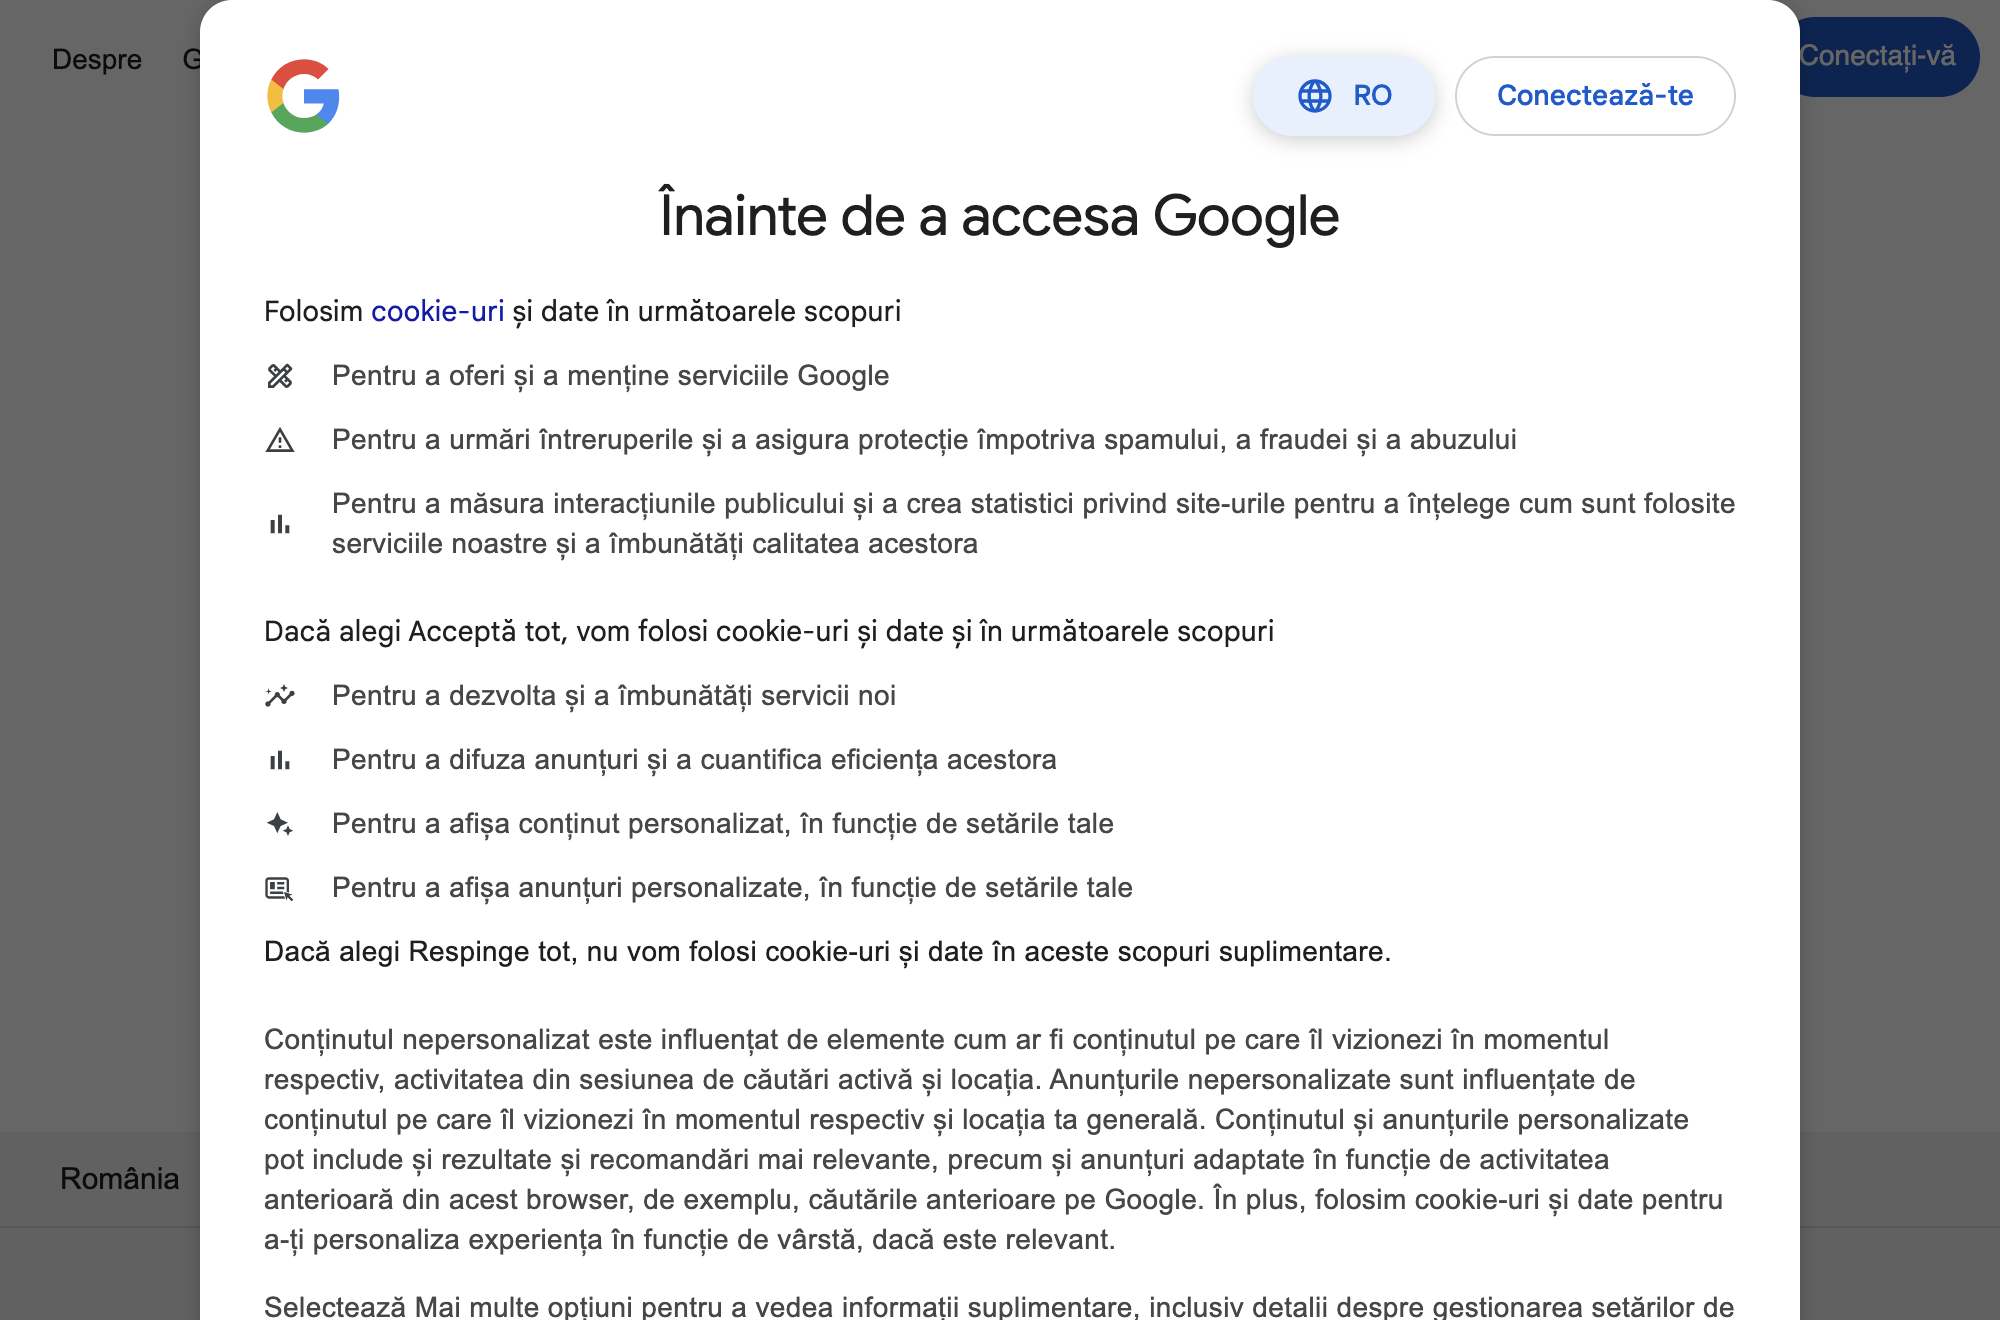 Despre
Conectați-vă
RO
Conectează-te
Înainte de a accesa Google
Folosim cookie-uri și date în următoarele scopuri
Pentru a oferi și a menține serviciile Google
Pentru a urmări întreruperile și a asigura protecție împotriva spamului, a fraudei și a abuzului
Pentru a măsura interacțiunile publicului și a crea statistici privind site-urile pentru a înțelege cum sunt folosite
serviciile noastre și a îmbunătăți calitatea acestora
Dacă alegi Acceptă tot, vom folosi cookie-uri și date și în următoarele scopuri
Pentru a dezvolta și a îmbunătăți servicii noi
Pentru a difuza anunțuri și a cuantifica eficiența acestora
Pentru a afișa conținut personalizat, în funcție de setările tale
Pentru a afișa anunțuri personalizate, în funcție de setările tale
Dacă alegi Respinge tot, nu vom folosi cookie-uri și date în aceste scopuri suplimentare.
Conținutul nepersonalizat este influențat de elemente cum ar fi conținutul pe care îl vizionezi în momentul
respectiv, activitatea din sesiunea de căutări activă și locația. Anunțurile nepersonalizate sunt influențate de
conținutul pe care îl vizionezi în momentul respectiv și locația ta generală. Conținutul și anunțurile personalizate
pot include și rezultate și recomandări mai relevante, precum și anunțuri adaptate în funcție de activitatea
anterioară din acest browser, de exemplu, căutările anterioare pe Google. În plus, folosim cookie-uri și date pentru
a-ți personaliza experiența în funcție de vârstă, dacă este relevant.
România
Selectează Mai multe opțiuni pentru a vedea informații suplimentare, inclusiv detalii despre gestionarea setărilor de